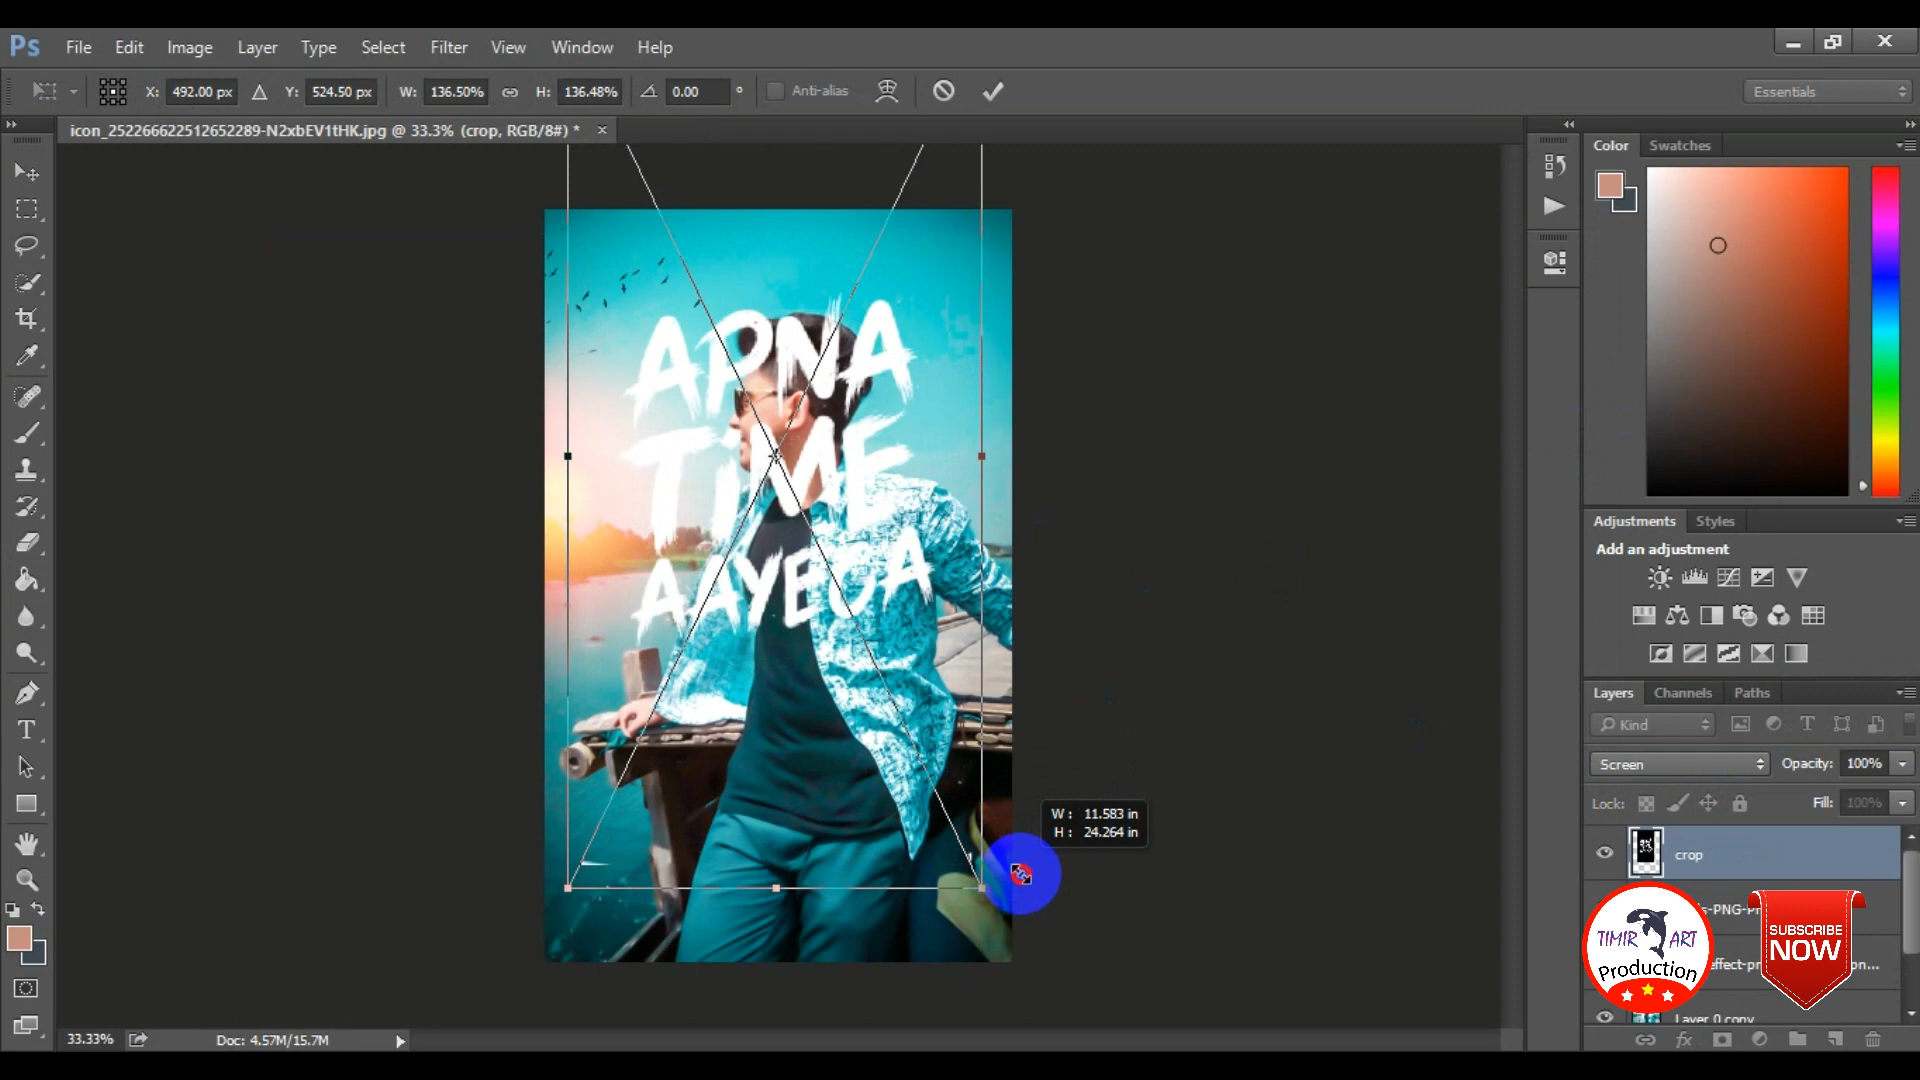 Ps File Edit Image Layer Type Select Filter View Window Help
X: 492.00 px Y: 524.50 px W: 136.50% H: 136.48% 0.00 ° Anti-alias Essentials
icon_252266622512652289-N2xbEV1tHK.jpg @ 33.3% (crop, RGB/8#) *
Color Swatches
APNA
TIME
AAYEGA
Adjustments Styles
Add an adjustment
Layers Channels Paths
Kind
Screen Opacity: 100%
Lock: Fill: 100%
W : 11.583 in
H : 24.264 in
crop
Layer 0 copy
TIMIR ART
Production
SUBSCRIBE
NOW
33.33% Doc: 4.57M/15.7M